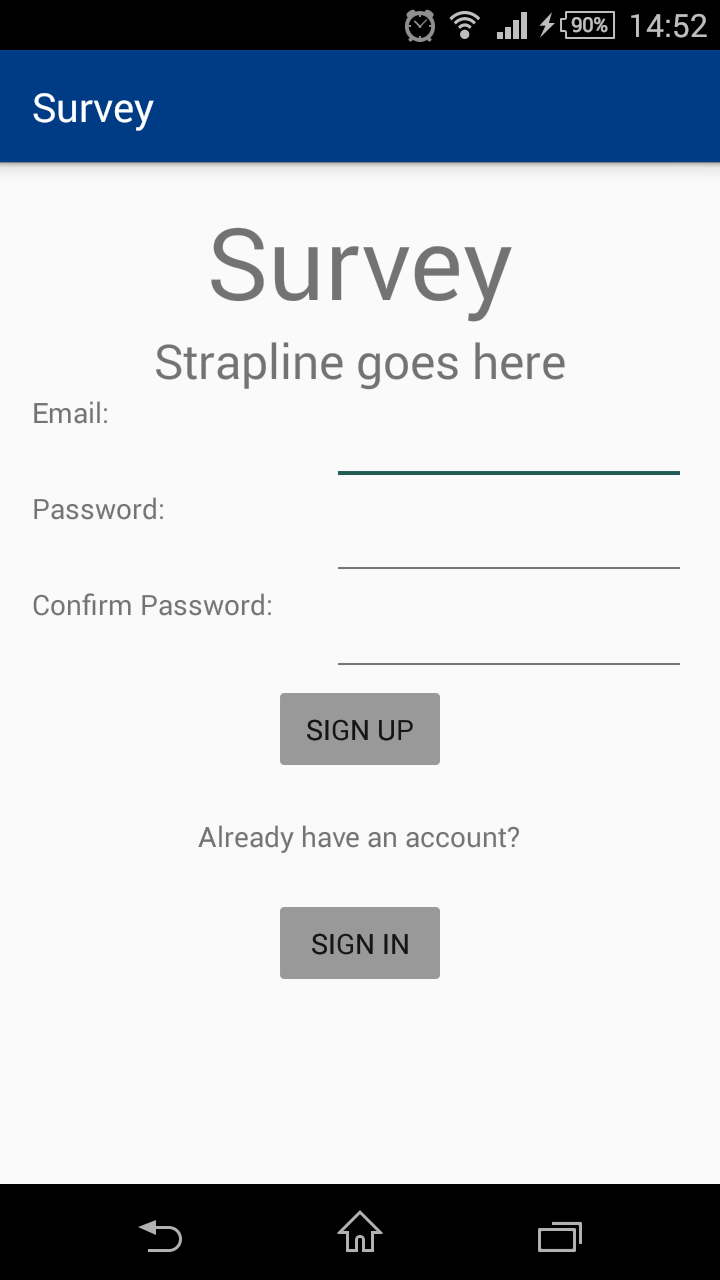 90% 14:52
Survey
Survey
Strapline goes here
Email:
Password:
Confirm Password:
SIGN UP
Already have an account?
SIGN IN